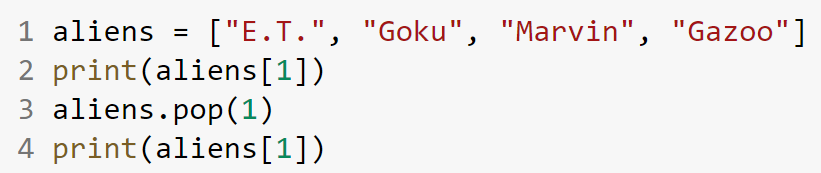 1 aliens = ["E.T.", "Goku", "Marvin", "Gazoo"]
2 print(aliens[1])
3 aliens.pop(1)
4 print(aliens[1])